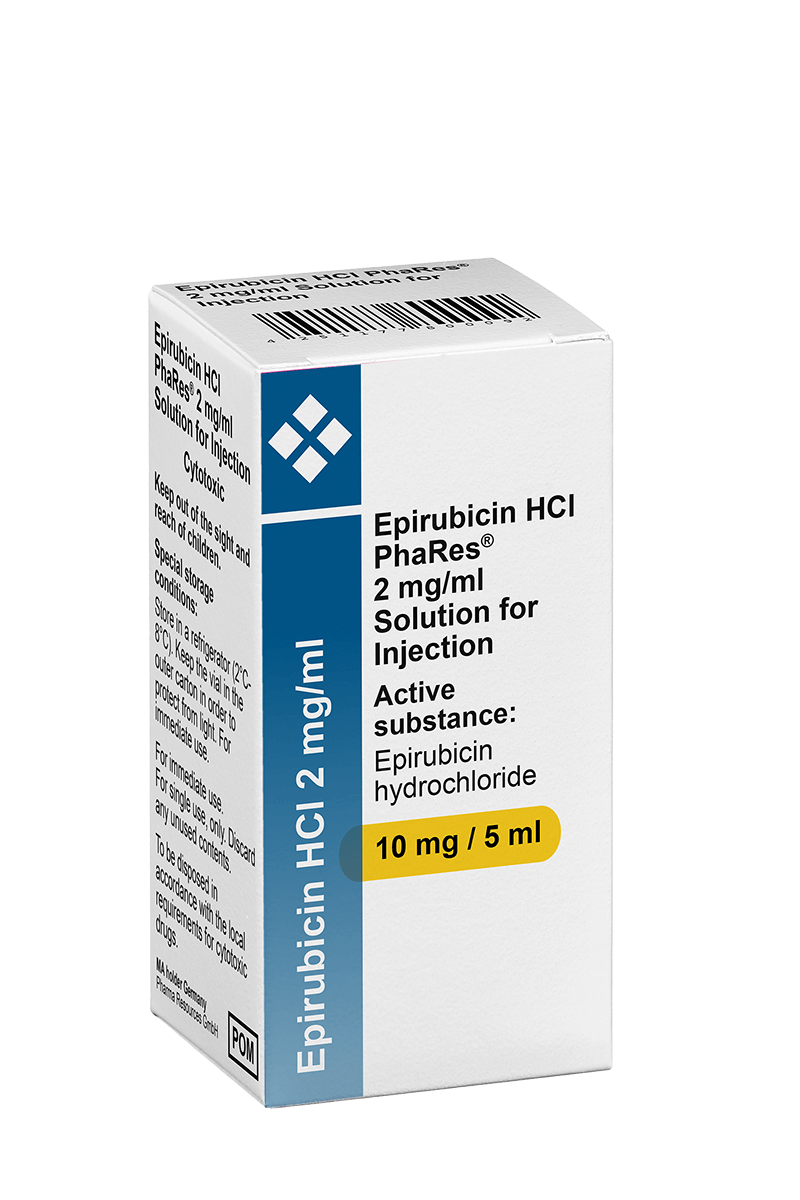 Epirubicin HCl PhaRes®
2 mg/ml Solution for
Injection
4 251177 600052
Epirubicin HCl
PhaRes® 2 mg/ml
Solution for Injection
Cytotoxic
Keep out of the sight and
reach of children.
Special storage
conditions:
Store in a refrigerator (2°C-
8°C). Keep the vial in the
outer carton in order to
protect from light. For
immediate use.
For immediate use.
For single use, only. Discard
any unused contents.
To be disposed in
accordance with the local
requirements for cytotoxic
drugs.
MA holder Germany
Pharma Resources GmbH
POM
Epirubicin HCl 2 mg/ml
Epirubicin HCl
PhaRes®
2 mg/ml
Solution for
Injection
Active
substance:
Epirubicin
hydrochloride
10 mg / 5 ml